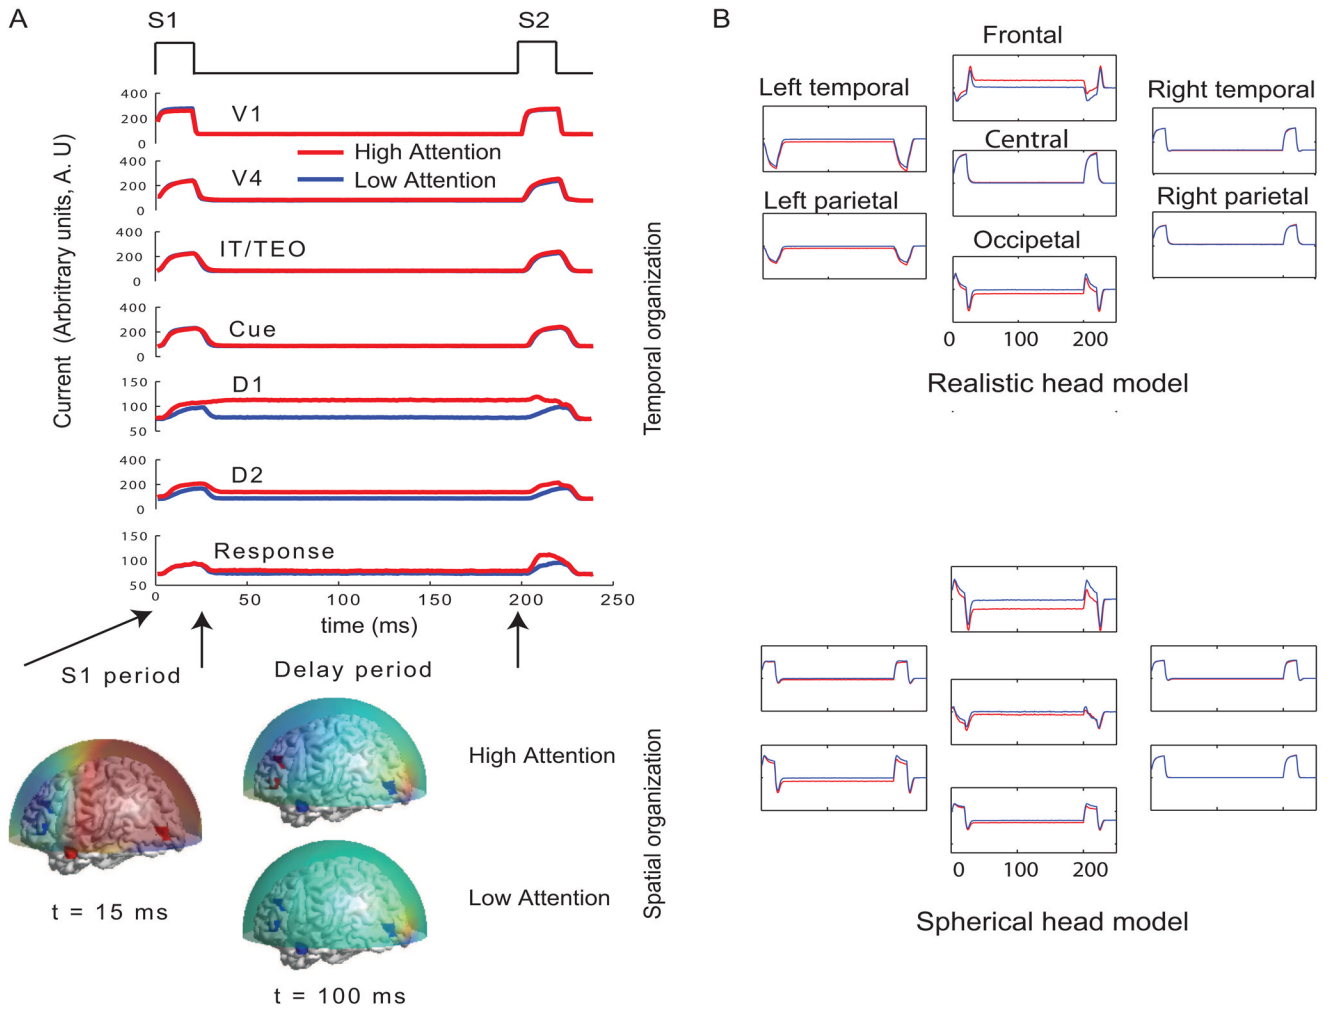 A
S1
S2
400
200
0
V1
High Attention
Low Attention
400
200
0
V4
400
200
0
IT/TEO
400
200
0
Cue
150
100
50
D1
400
200
0
D2
150
100
50
Response
0
50
100
150
200
250
time (ms)
Current (Arbritrary units, A. U)
Temporal organization
S1 period
Delay period
High Attention
Low Attention
t = 15 ms
t = 100 ms
Spatial organization
B
Frontal
Left temporal
Right temporal
Central
Left parietal
Right parietal
Occipetal
0
100
200
Realistic head model
0
100
200
Spherical head model